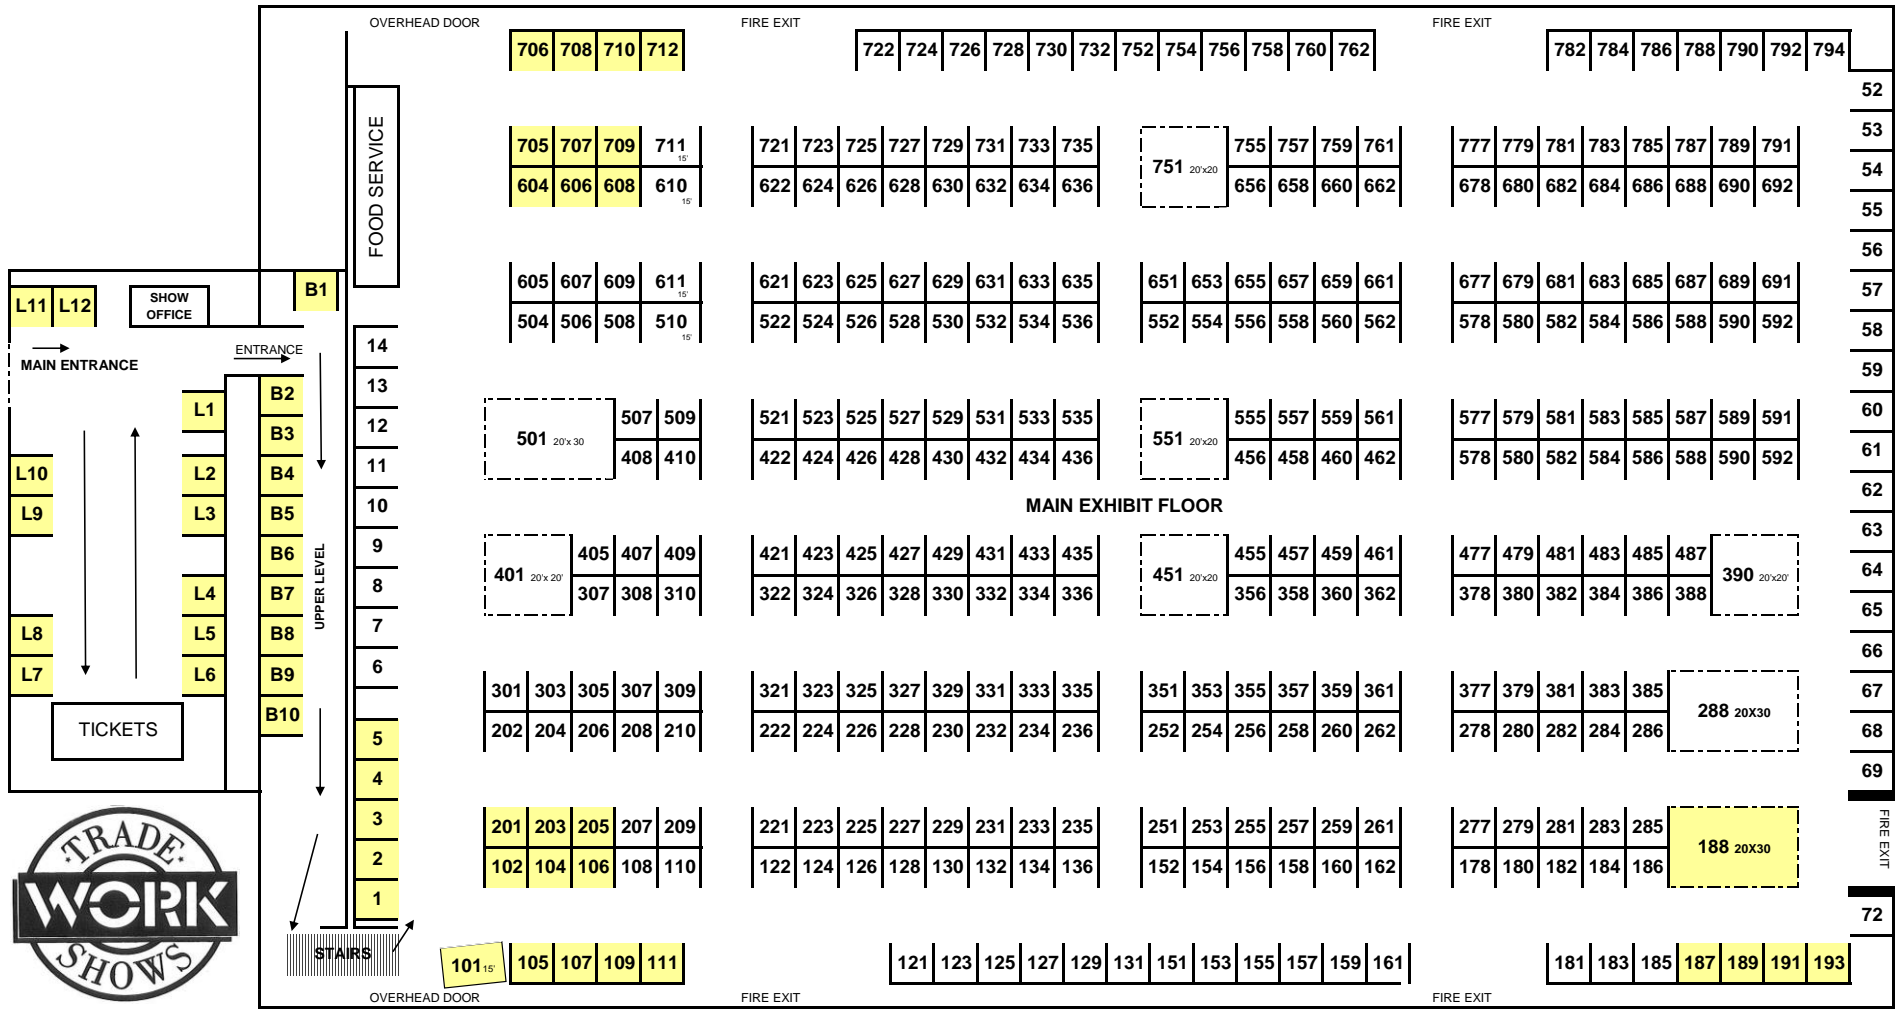 OVERHEAD DOOR FIRE EXIT FIRE EXIT
706 708 710 712 722 724 726 728 730 732 752 754 756 758 760 762 782 784 786 788 790 792 794
52
53
54
55
56
57
58
59
60
61
62
63
64
65
66
67
68
69
FIRE EXIT
72
FOOD SERVICE
705 707 709 711 15' 721 723 725 727 729 731 733 735 751 20'x20 755 757 759 761 777 779 781 783 785 787 789 791
604 606 608 610 15' 622 624 626 628 630 632 634 636 656 658 660 662 678 680 682 684 686 688 690 692
605 607 609 611 15' 621 623 625 627 629 631 633 635 651 653 655 657 659 661 677 679 681 683 685 687 689 691
504 506 508 510 15' 522 524 526 528 530 532 534 536 552 554 556 558 560 562 578 580 582 584 586 588 590 592
501 20'x 30 507 509 521 523 525 527 529 531 533 535 551 20'x20 555 557 559 561 577 579 581 583 585 587 589 591
408 410 422 424 426 428 430 432 434 436 456 458 460 462 578 580 582 584 586 588 590 592
MAIN EXHIBIT FLOOR
401 20'x 20' 405 407 409 421 423 425 427 429 431 433 435 451 20'x20 455 457 459 461 477 479 481 483 485 487 390 20'x20'
307 308 310 322 324 326 328 330 332 334 336 356 358 360 362 378 380 382 384 386 388
301 303 305 307 309 321 323 325 327 329 331 333 335 351 353 355 357 359 361 377 379 381 383 385 288 20X30
202 204 206 208 210 222 224 226 228 230 232 234 236 252 254 256 258 260 262 278 280 282 284 286
201 203 205 207 209 221 223 225 227 229 231 233 235 251 253 255 257 259 261 277 279 281 283 285 188 20X30
102 104 106 108 110 122 124 126 128 130 132 134 136 152 154 156 158 160 162 178 180 182 184 186
101 15' 105 107 109 111 121 123 125 127 129 131 151 153 155 157 159 161 181 183 185 187 189 191 193
OVERHEAD DOOR FIRE EXIT FIRE EXIT
B1
L11 L12
SHOW
OFFICE
MAIN ENTRANCE
ENTRANCE
14
13
12
11
10
9
8
7
6
5
4
3
2
1
B2
B3
B4
B5
B6
B7
B8
B9
B10
UPPER LEVEL
L1
L2
L3
L4
L5
L6
L10
L9
L8
L7
TICKETS
STAIRS
TRADE
WORK
SHOWS